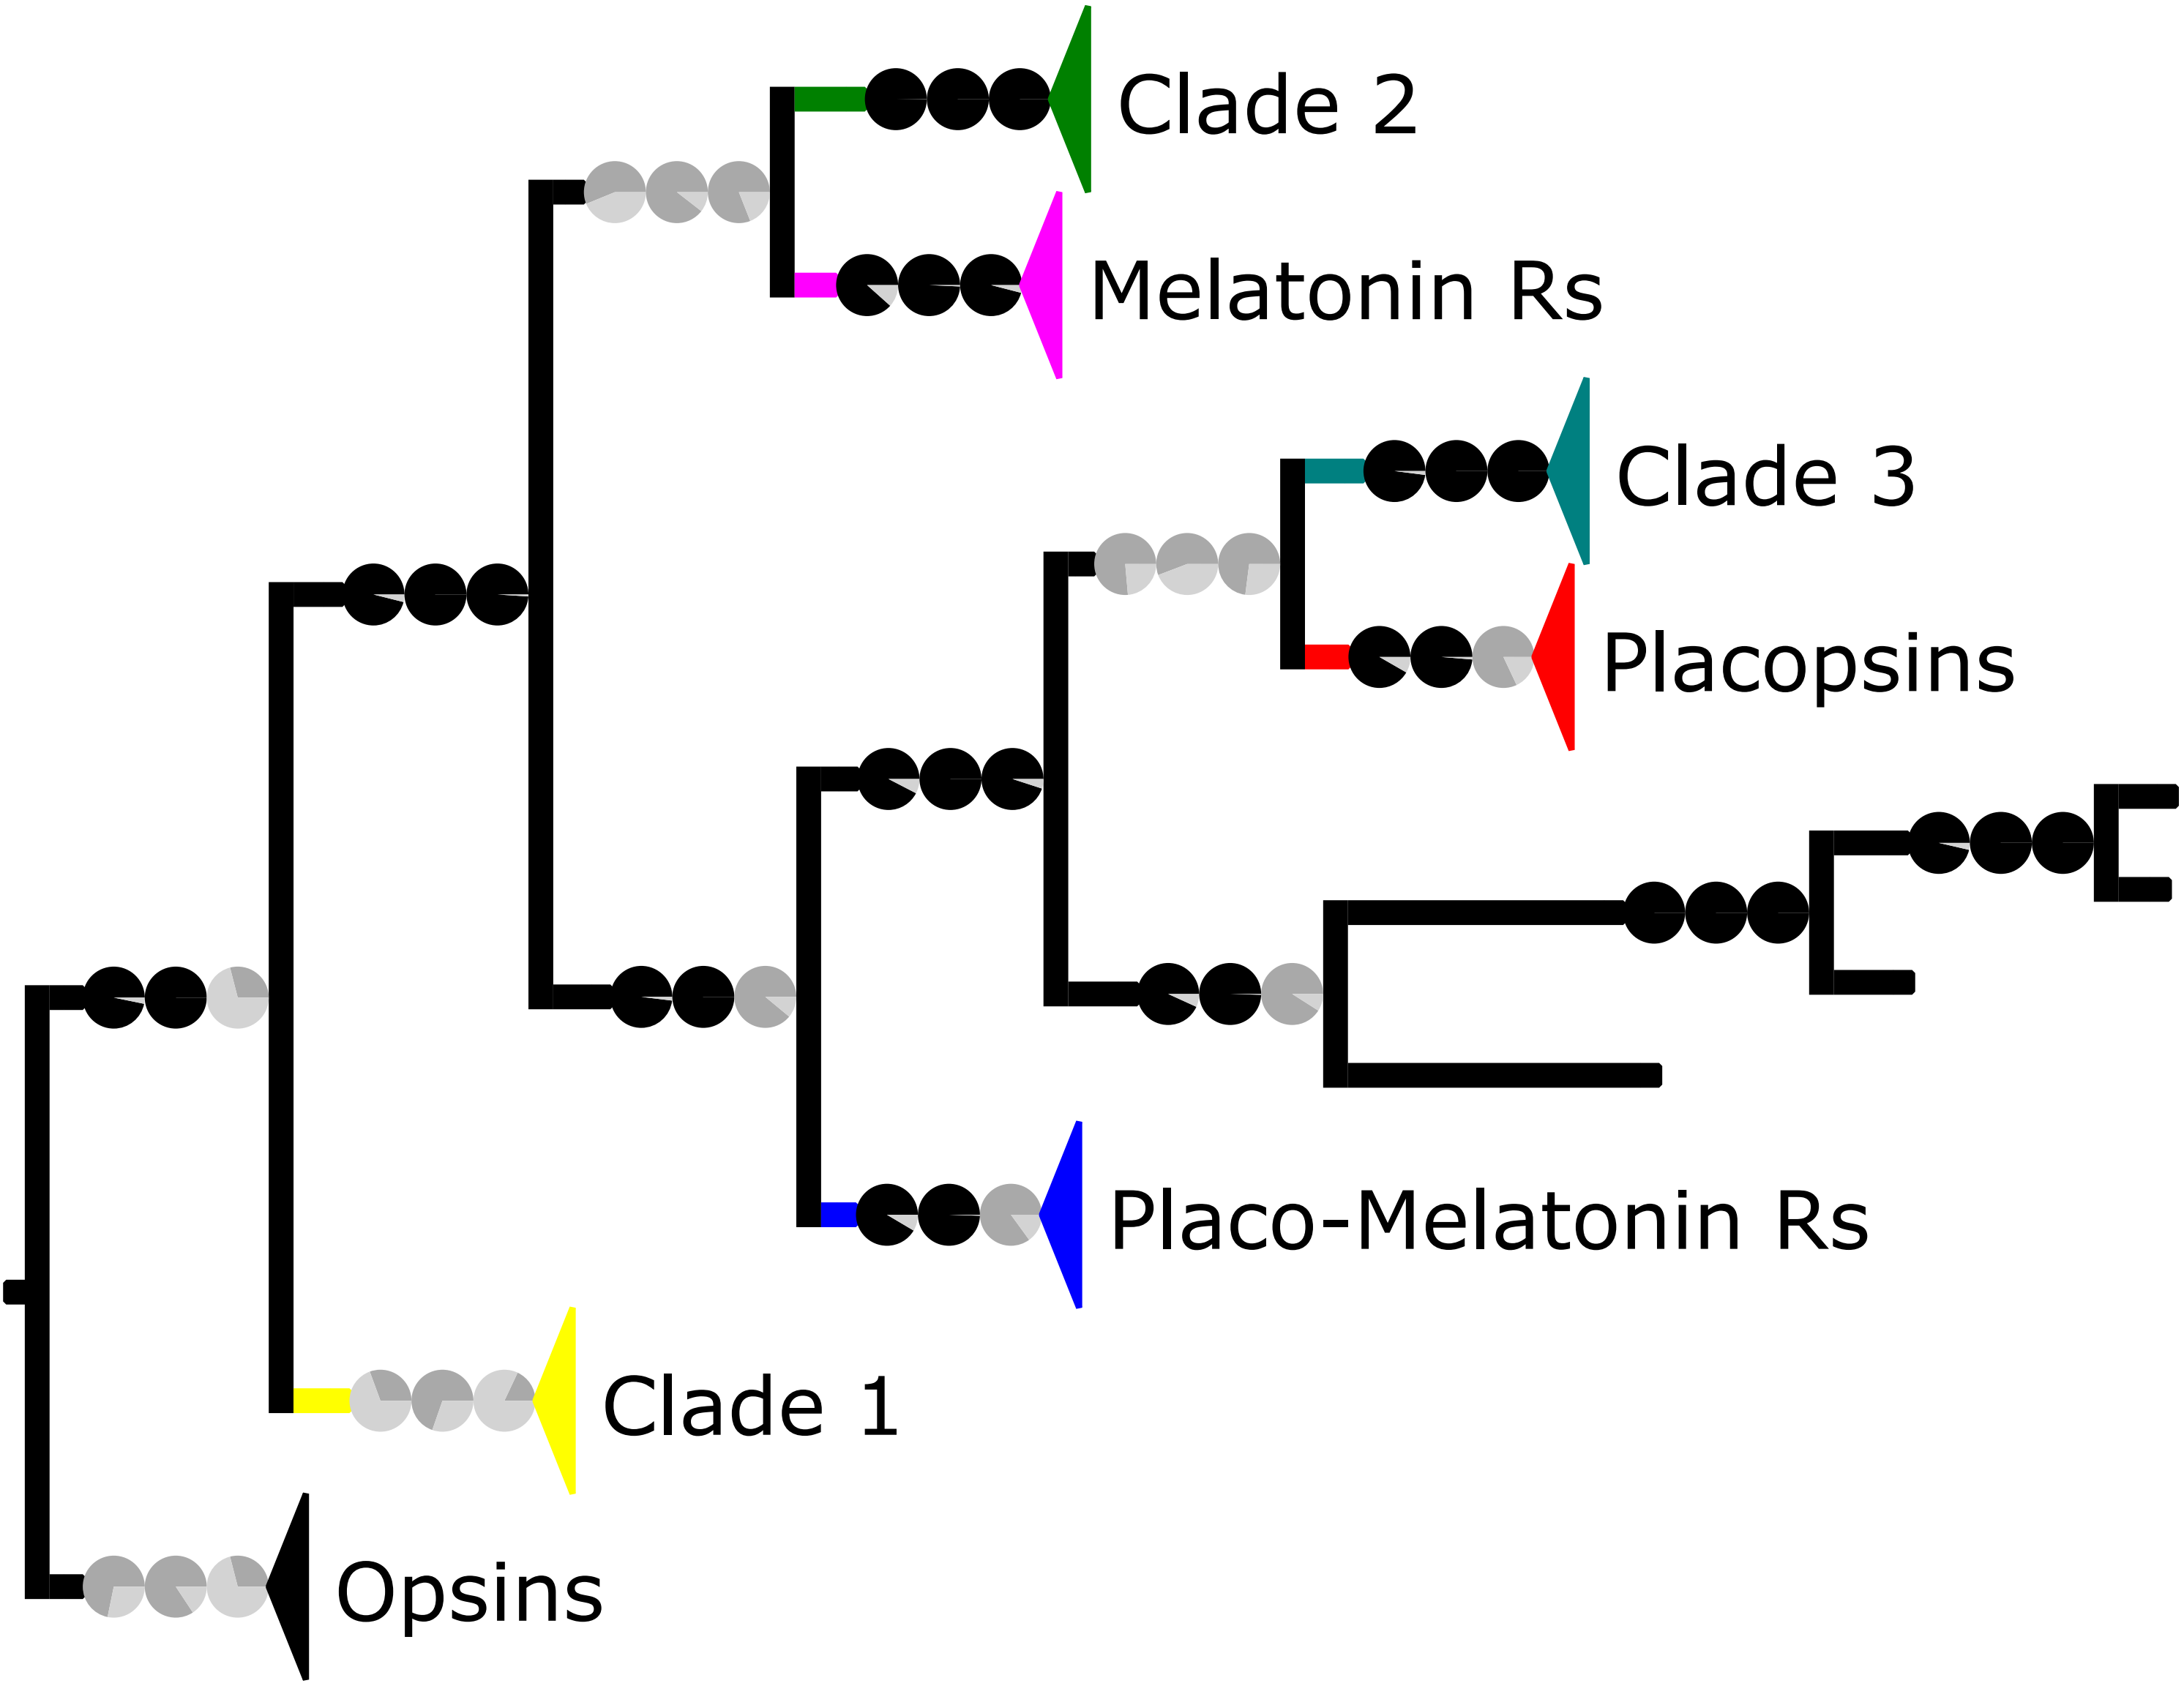 Clade 2
Melatonin Rs
Clade 3
Placopsins
Placo-Melatonin Rs
Clade 1
Opsins